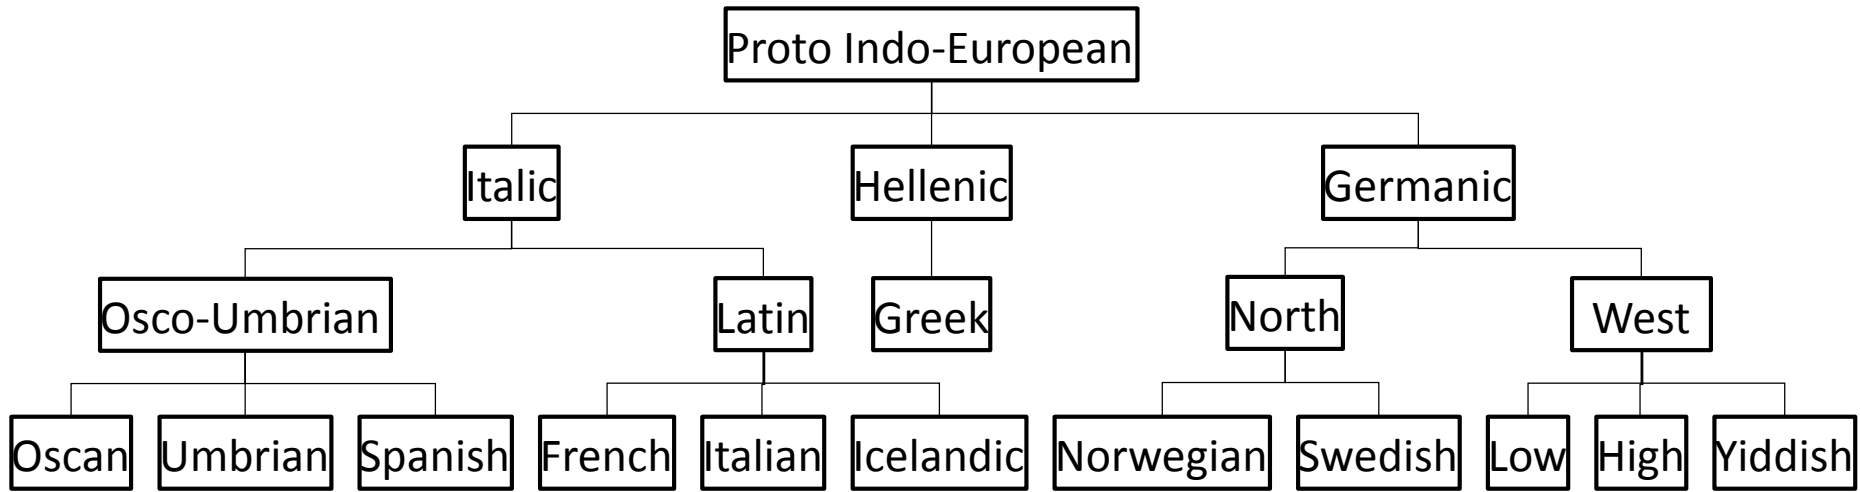 Proto Indo-European
Italic
Hellenic
Germanic
Osco-Umbrian
Latin
Greek
North
West
Oscan
Umbrian
Spanish
French
Italian
Icelandic
Norwegian
Swedish
Low
High
Yiddish